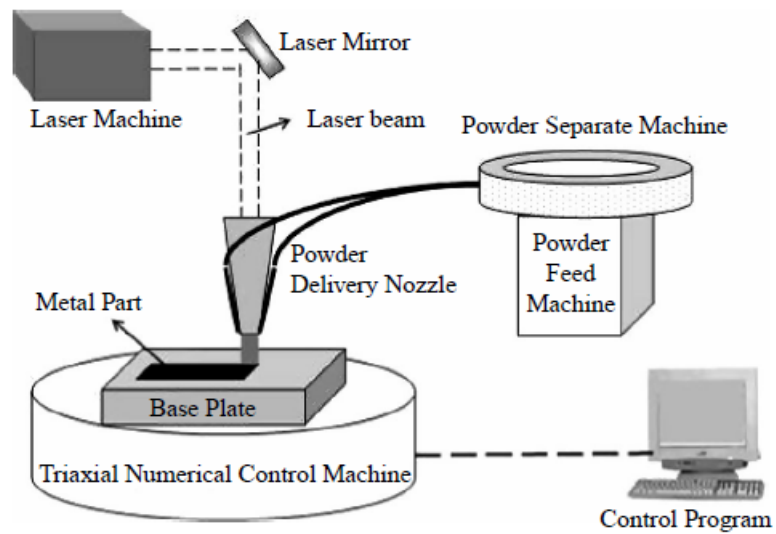 Laser Mirror
Laser Machine
Laser beam
Powder Separate Machine
Powder
Delivery Nozzle
Powder
Feed
Machine
Metal Part
Base Plate
Triaxial Numerical Control Machine
Control Program